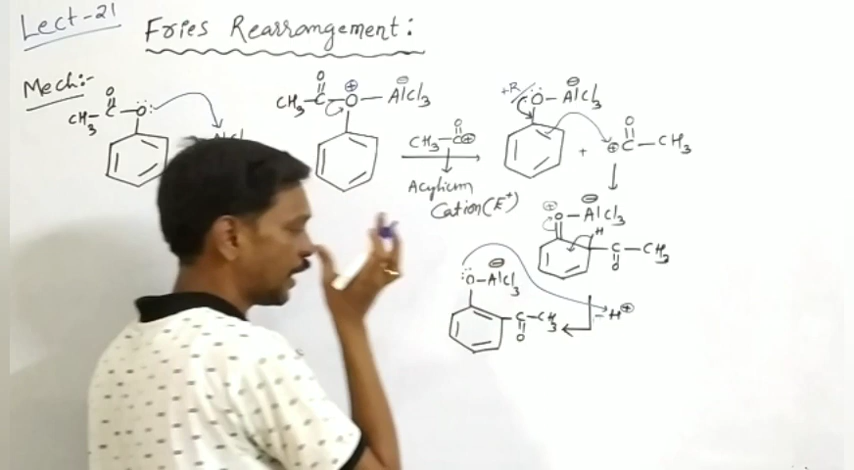 Lect-21
Fries Rearrangement:
Mech:-
CH3-C-O:
O
CH3-C-O-AlCl3
O ⊕ ⊖
CH3-C⊕
O
Acylium
Cation(E+)
+R
:O-AlCl3
⊖
+
⊕C-CH3
O
⊕ ⊖
O-AlCl3
H
C-CH3
O
⊖
:O-AlCl3
C-CH3
O
-H⊕